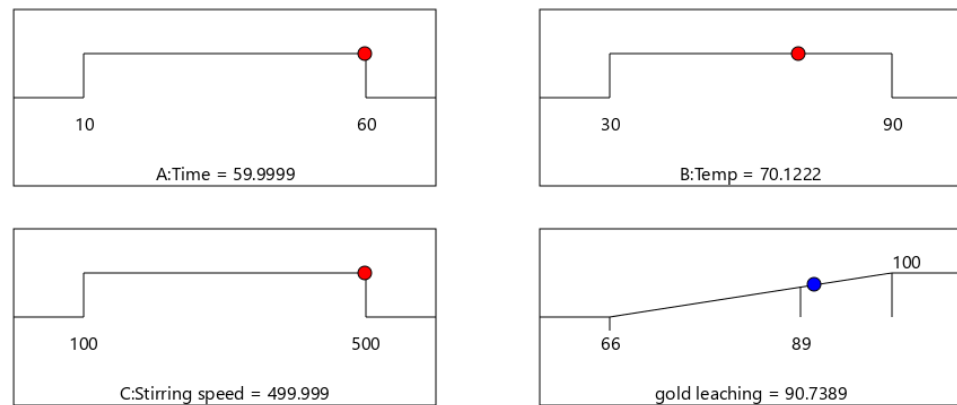 10 60
A:Time = 59.9999
30 90
B:Temp = 70.1222
100 500
C:Stirring speed = 499.999
100
66 89
gold leaching = 90.7389